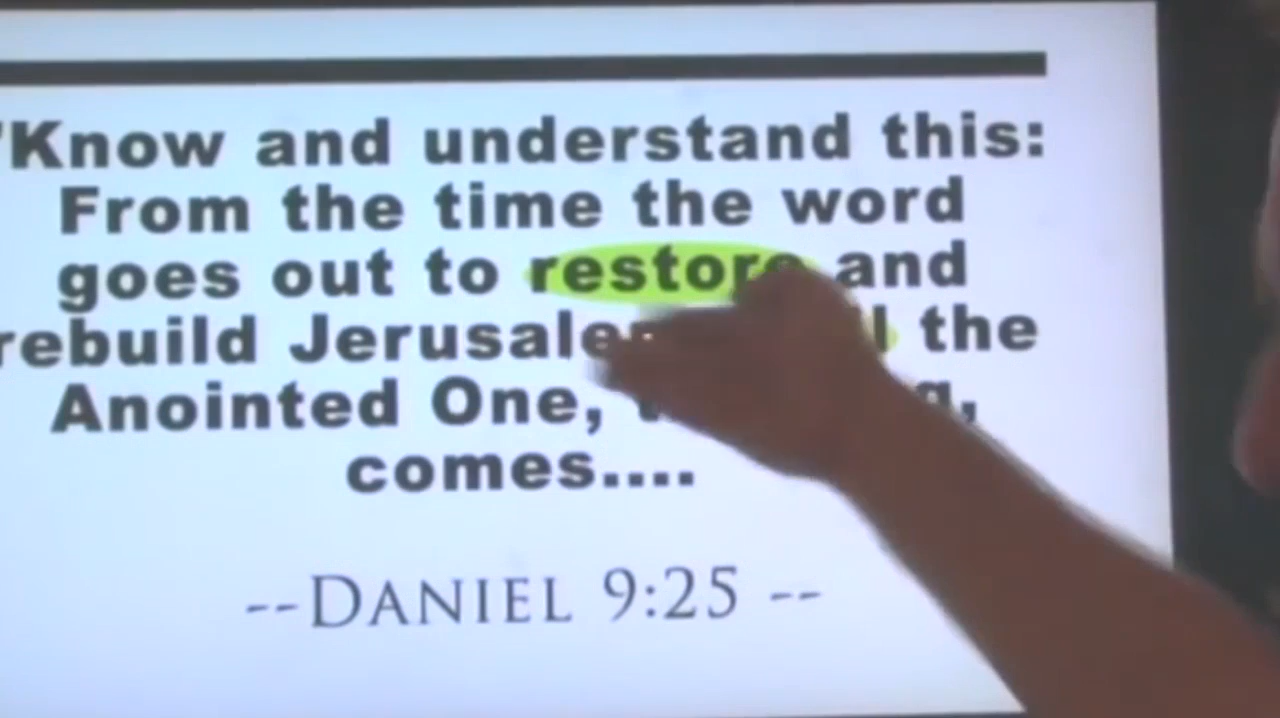 "Know and understand this:
From the time the word
goes out to restore and
rebuild Jerusalem the
Anointed One,
comes....
--DANIEL 9:25 --